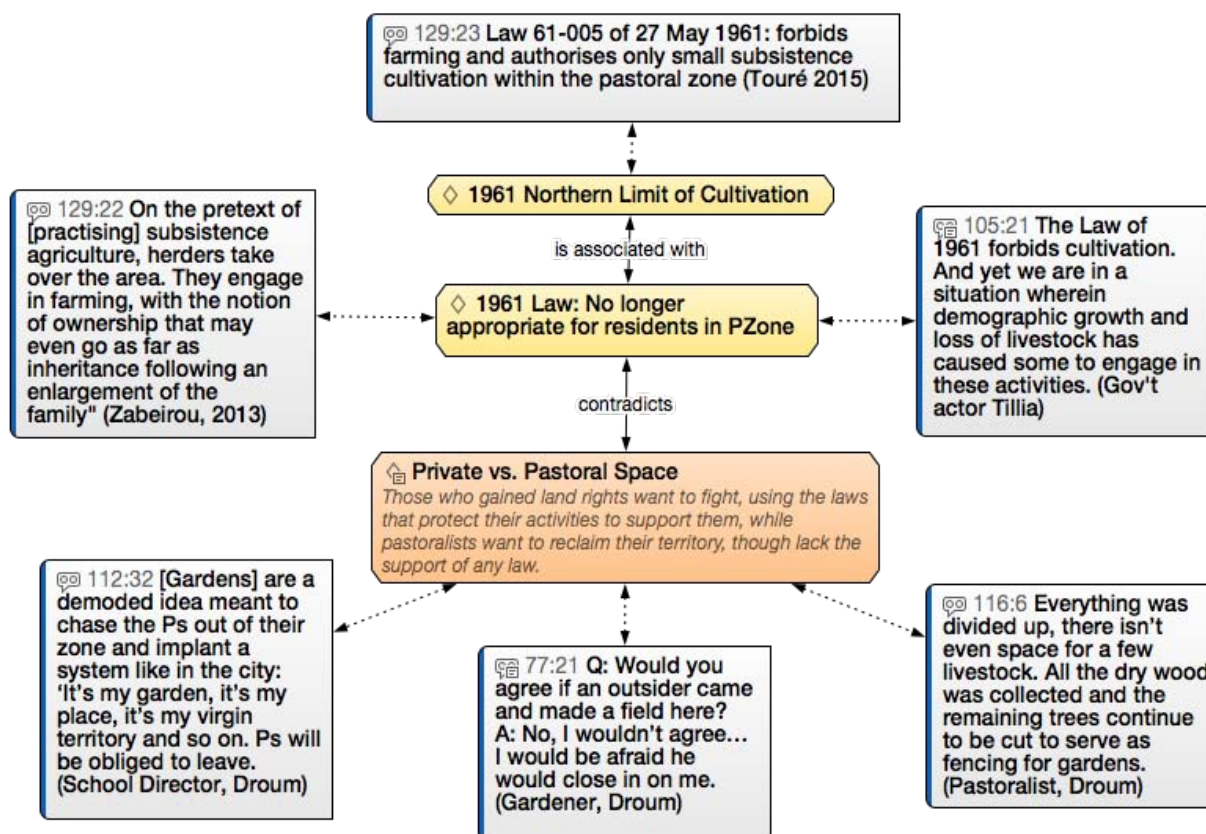 129:23 Law 61-005 of 27 May 1961: forbids
farming and authorises only small subsistence
cultivation within the pastoral zone (Touré 2015)
1961 Northern Limit of Cultivation
129:22 On the pretext of
[practising] subsistence
agriculture, herders take
over the area. They engage
in farming, with the notion
of ownership that may
even go as far as
inheritance following an
enlargement of the
family" (Zabeirou, 2013)
is associated with
105:21 The Law of
1961 forbids cultivation.
And yet we are in a
situation wherein
demographic growth and
loss of livestock has
caused some to engage in
these activities. (Gov't
actor Tillia)
1961 Law: No longer
appropriate for residents in PZone
contradicts
Private vs. Pastoral Space
Those who gained land rights want to fight, using the laws
that protect their activities to support them, while
pastoralists want to reclaim their territory, though lack the
support of any law.
112:32 [Gardens] are a
demoded idea meant to
chase the Ps out of their
zone and implant a
system like in the city:
‘It's my garden, it's my
place, it's my virgin
territory and so on. Ps will
be obliged to leave.
(School Director, Droum)
77:21 Q: Would you
agree if an outsider came
and made a field here?
A: No, I wouldn't agree...
I would be afraid he
would close in on me.
(Gardener, Droum)
116:6 Everything was
divided up, there isn't
even space for a few
livestock. All the dry wood
was collected and the
remaining trees continue
to be cut to serve as
fencing for gardens.
(Pastoralist, Droum)